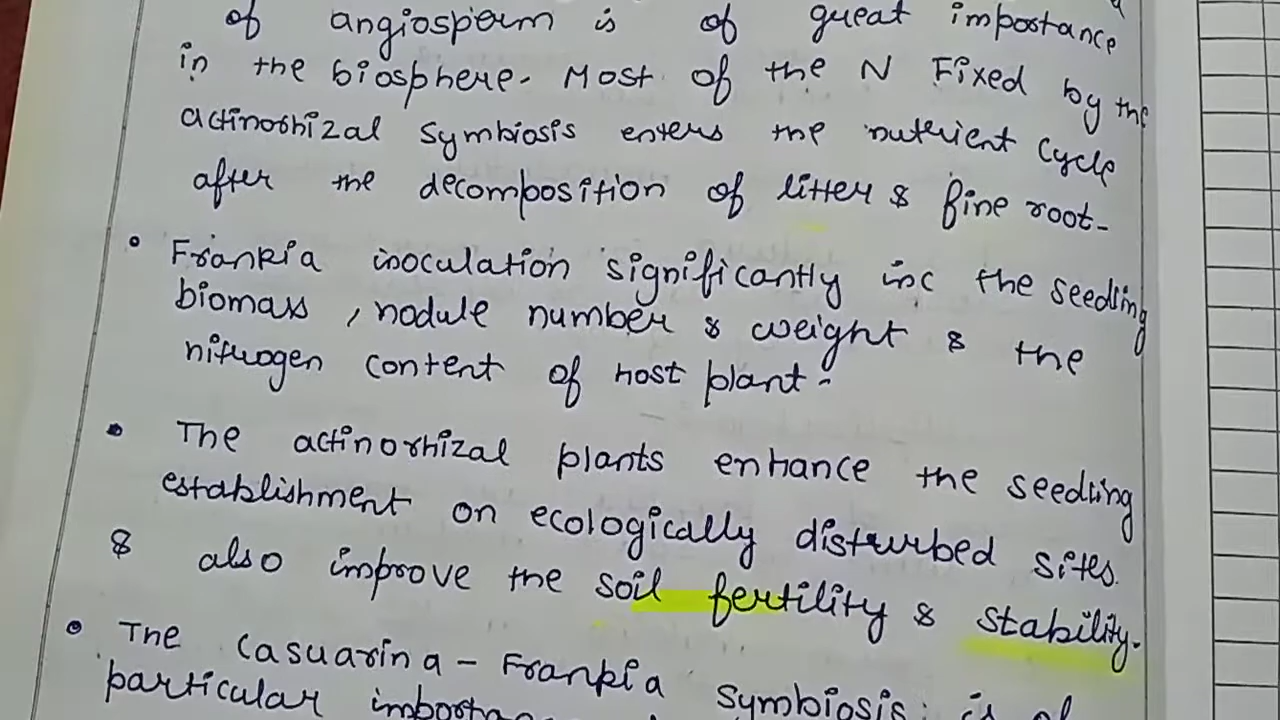 of angiosperm is of great importance
in the biosphere. Most of the N Fixed by the
actinorhizal symbiosis enters the nutrient cycle
after the decomposition of litter & fine root.
• Frankia inoculation significantly inc the seedling
biomass, nodule number & weight & the
nitrogen content of host plant.
• The actinorhizal plants enhance the seedling
establishment on ecologically disturbed sites.
& also improve the soil fertility & stability.
• The Casuarina - Frankia symbiosis is of
particular importance